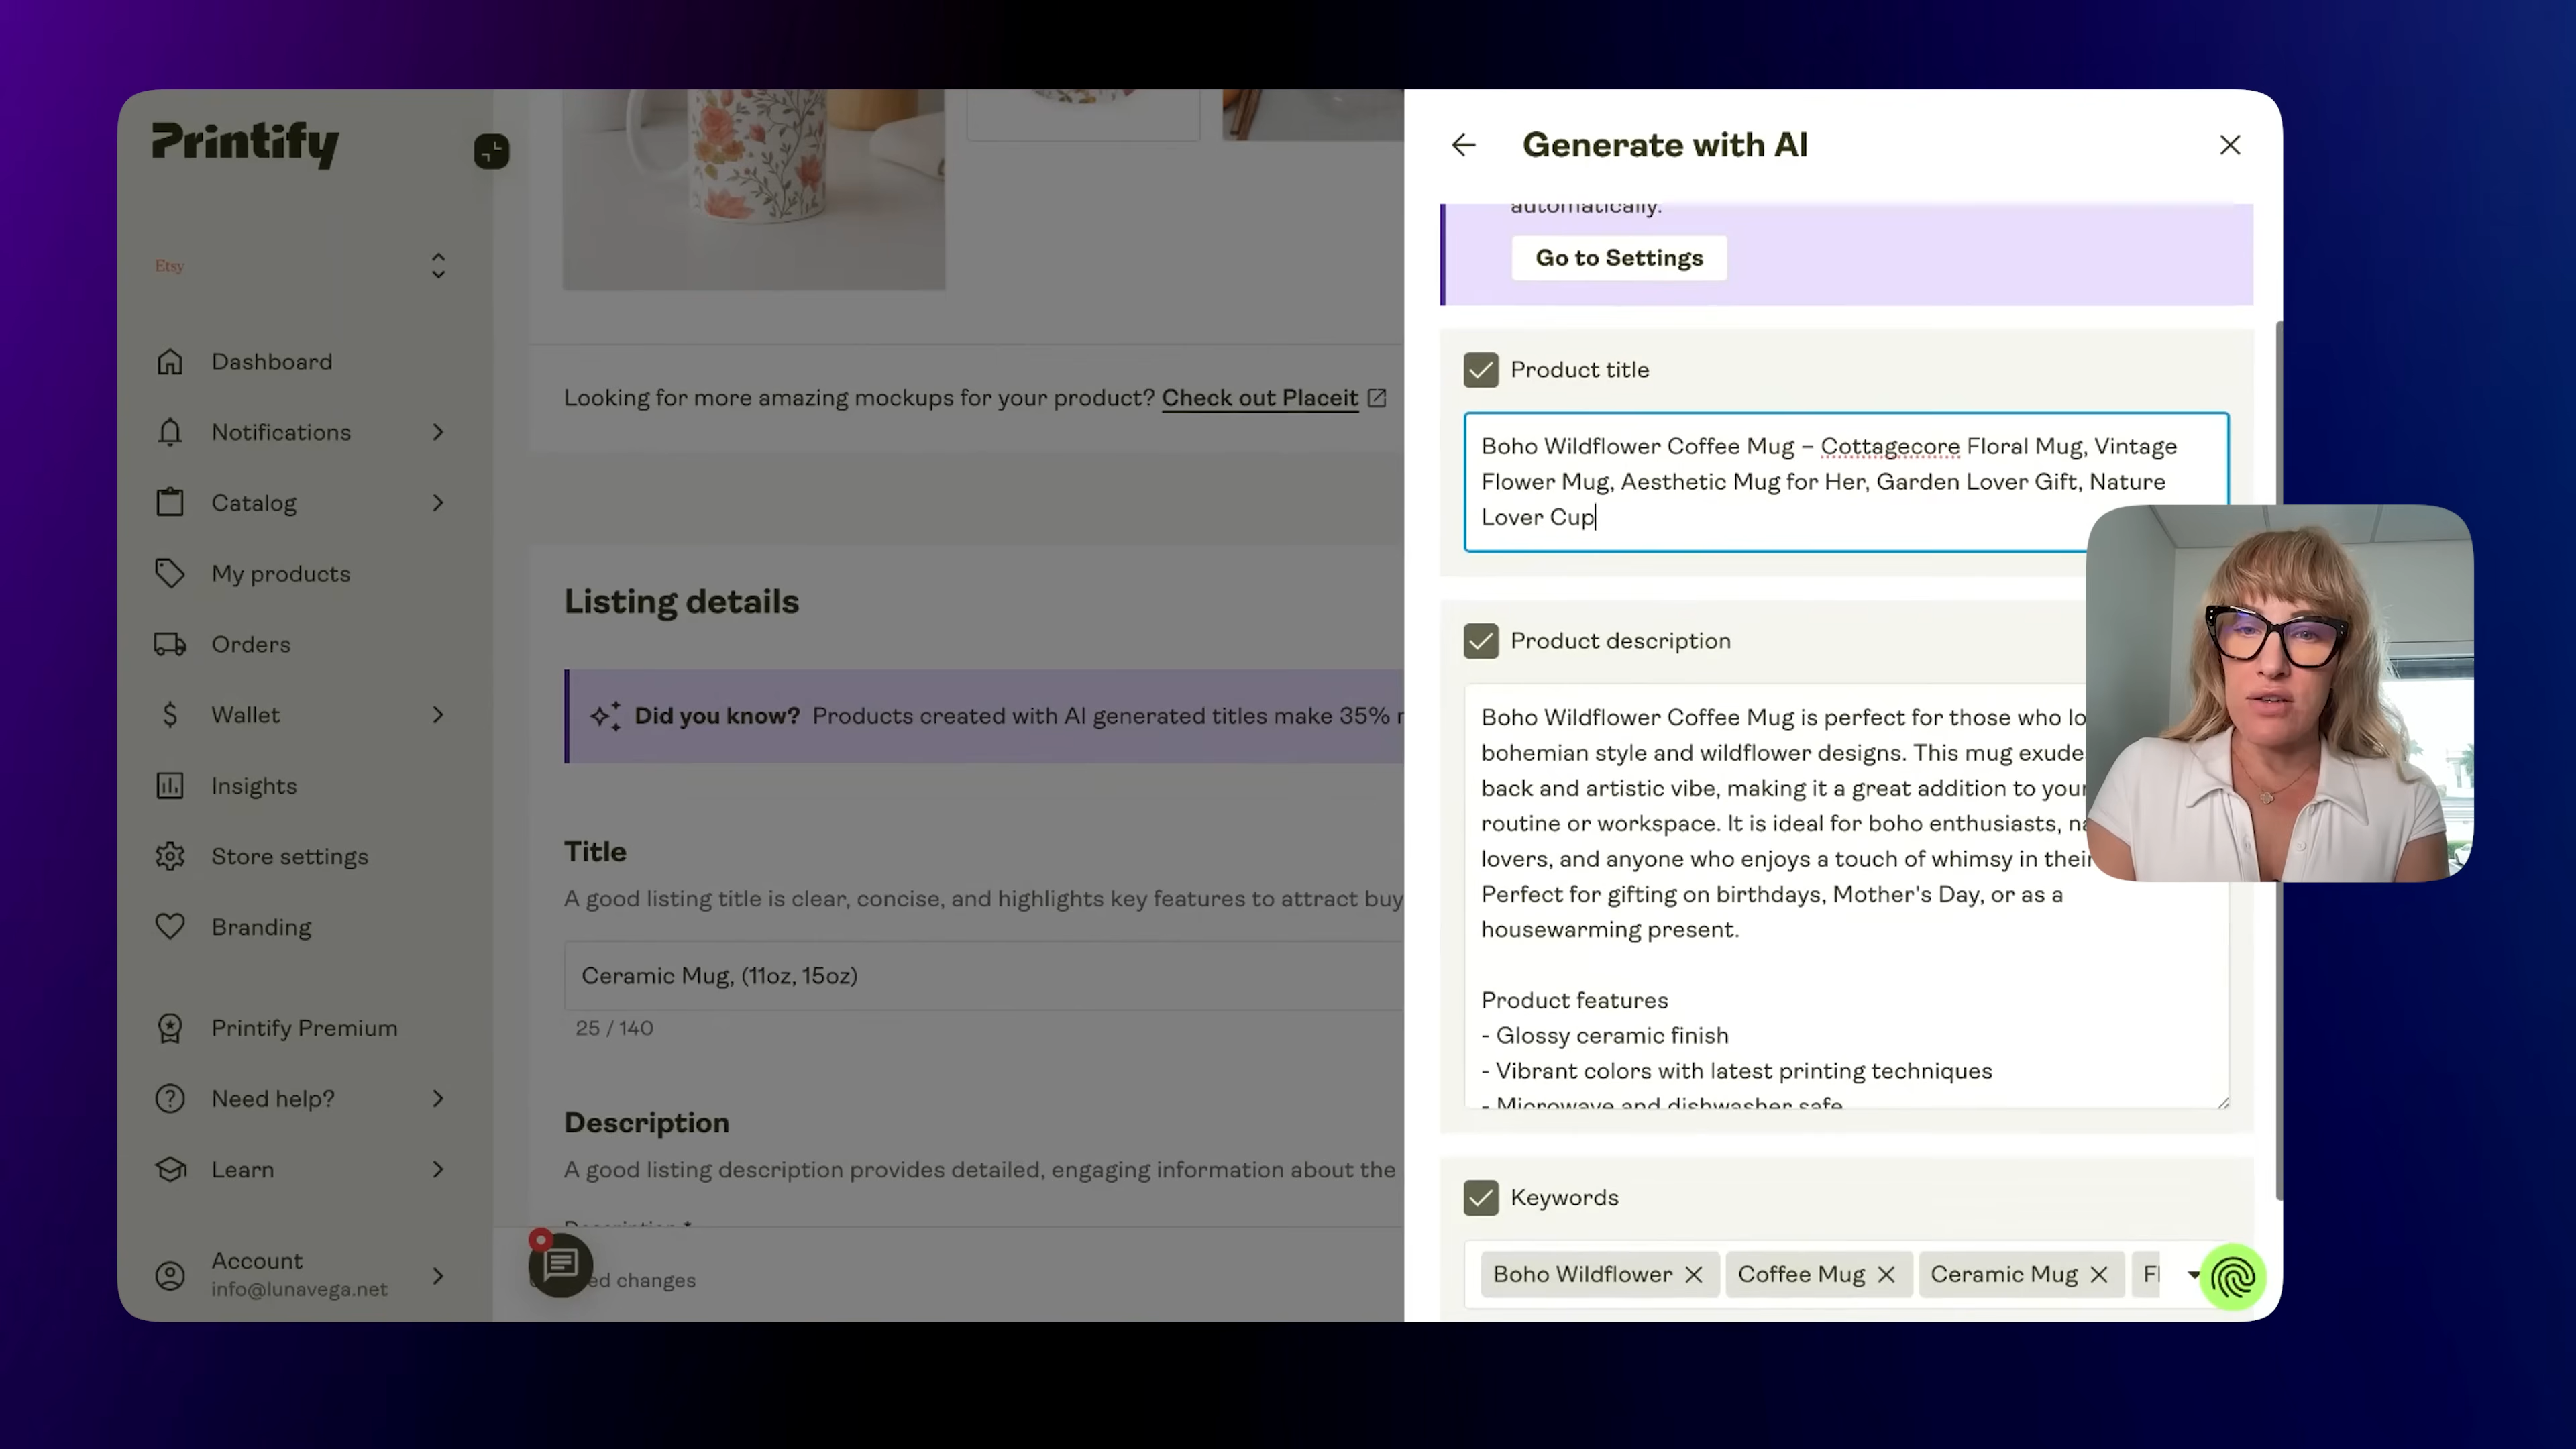 Printify
Etsy
Dashboard
Notifications
Catalog
My products
Orders
Wallet
Insights
Store settings
Branding
Printify Premium
Need help?
Learn
Account
info@lunavega.net
Looking for more amazing mockups for your product? Check out Placeit
Listing details
Did you know? Products created with AI generated titles make 35%
Title
A good listing title is clear, concise, and highlights key features to attract buy
Ceramic Mug, (11oz, 15oz)
25 / 140
Description
A good listing description provides detailed, engaging information about the
Description *
ed changes
Generate with AI
automatically.
Go to Settings
Product title
Boho Wildflower Coffee Mug – Cottagecore Floral Mug, Vintage
Flower Mug, Aesthetic Mug for Her, Garden Lover Gift, Nature
Lover Cup
Product description
Boho Wildflower Coffee Mug is perfect for those who lo
bohemian style and wildflower designs. This mug exude
back and artistic vibe, making it a great addition to your
routine or workspace. It is ideal for boho enthusiasts, na
lovers, and anyone who enjoys a touch of whimsy in their
Perfect for gifting on birthdays, Mother's Day, or as a
housewarming present.
Product features
- Glossy ceramic finish
- Vibrant colors with latest printing techniques
- Microwave and dishwasher safe
Keywords
Boho Wildflower
Coffee Mug
Ceramic Mug
Fl